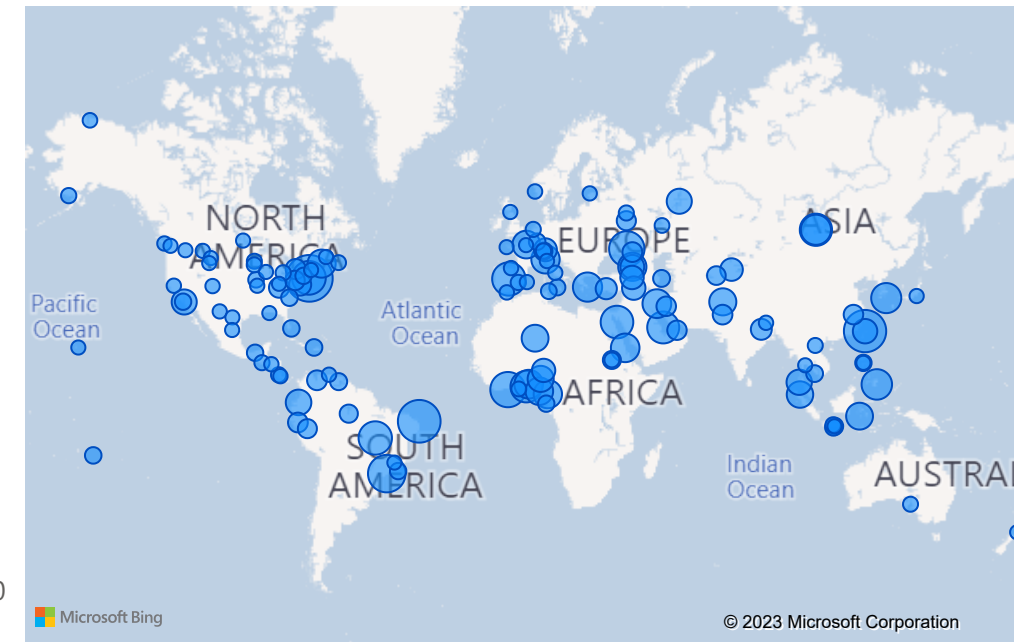 NORTH
AMERICA
EUROPE
ASIA
Pacific
Ocean
Atlantic
Ocean
AFRICA
SOUTH
AMERICA
Indian
Ocean
AUSTRA
0
Microsoft Bing
© 2023 Microsoft Corporation